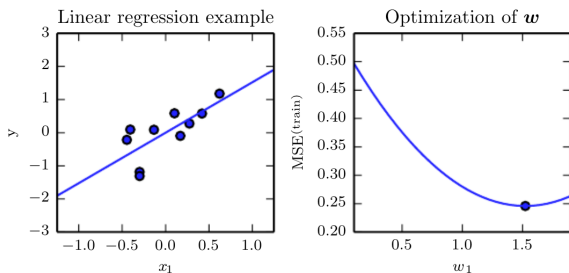 Linear regression example
3
2
1
0
−1
−2
−3
y
−1.0 −0.5 0.0 0.5 1.0
x1
Optimization of w
0.55
0.50
0.45
0.40
0.35
0.30
0.25
0.20
MSE(train)
0.5 1.0 1.5
w1